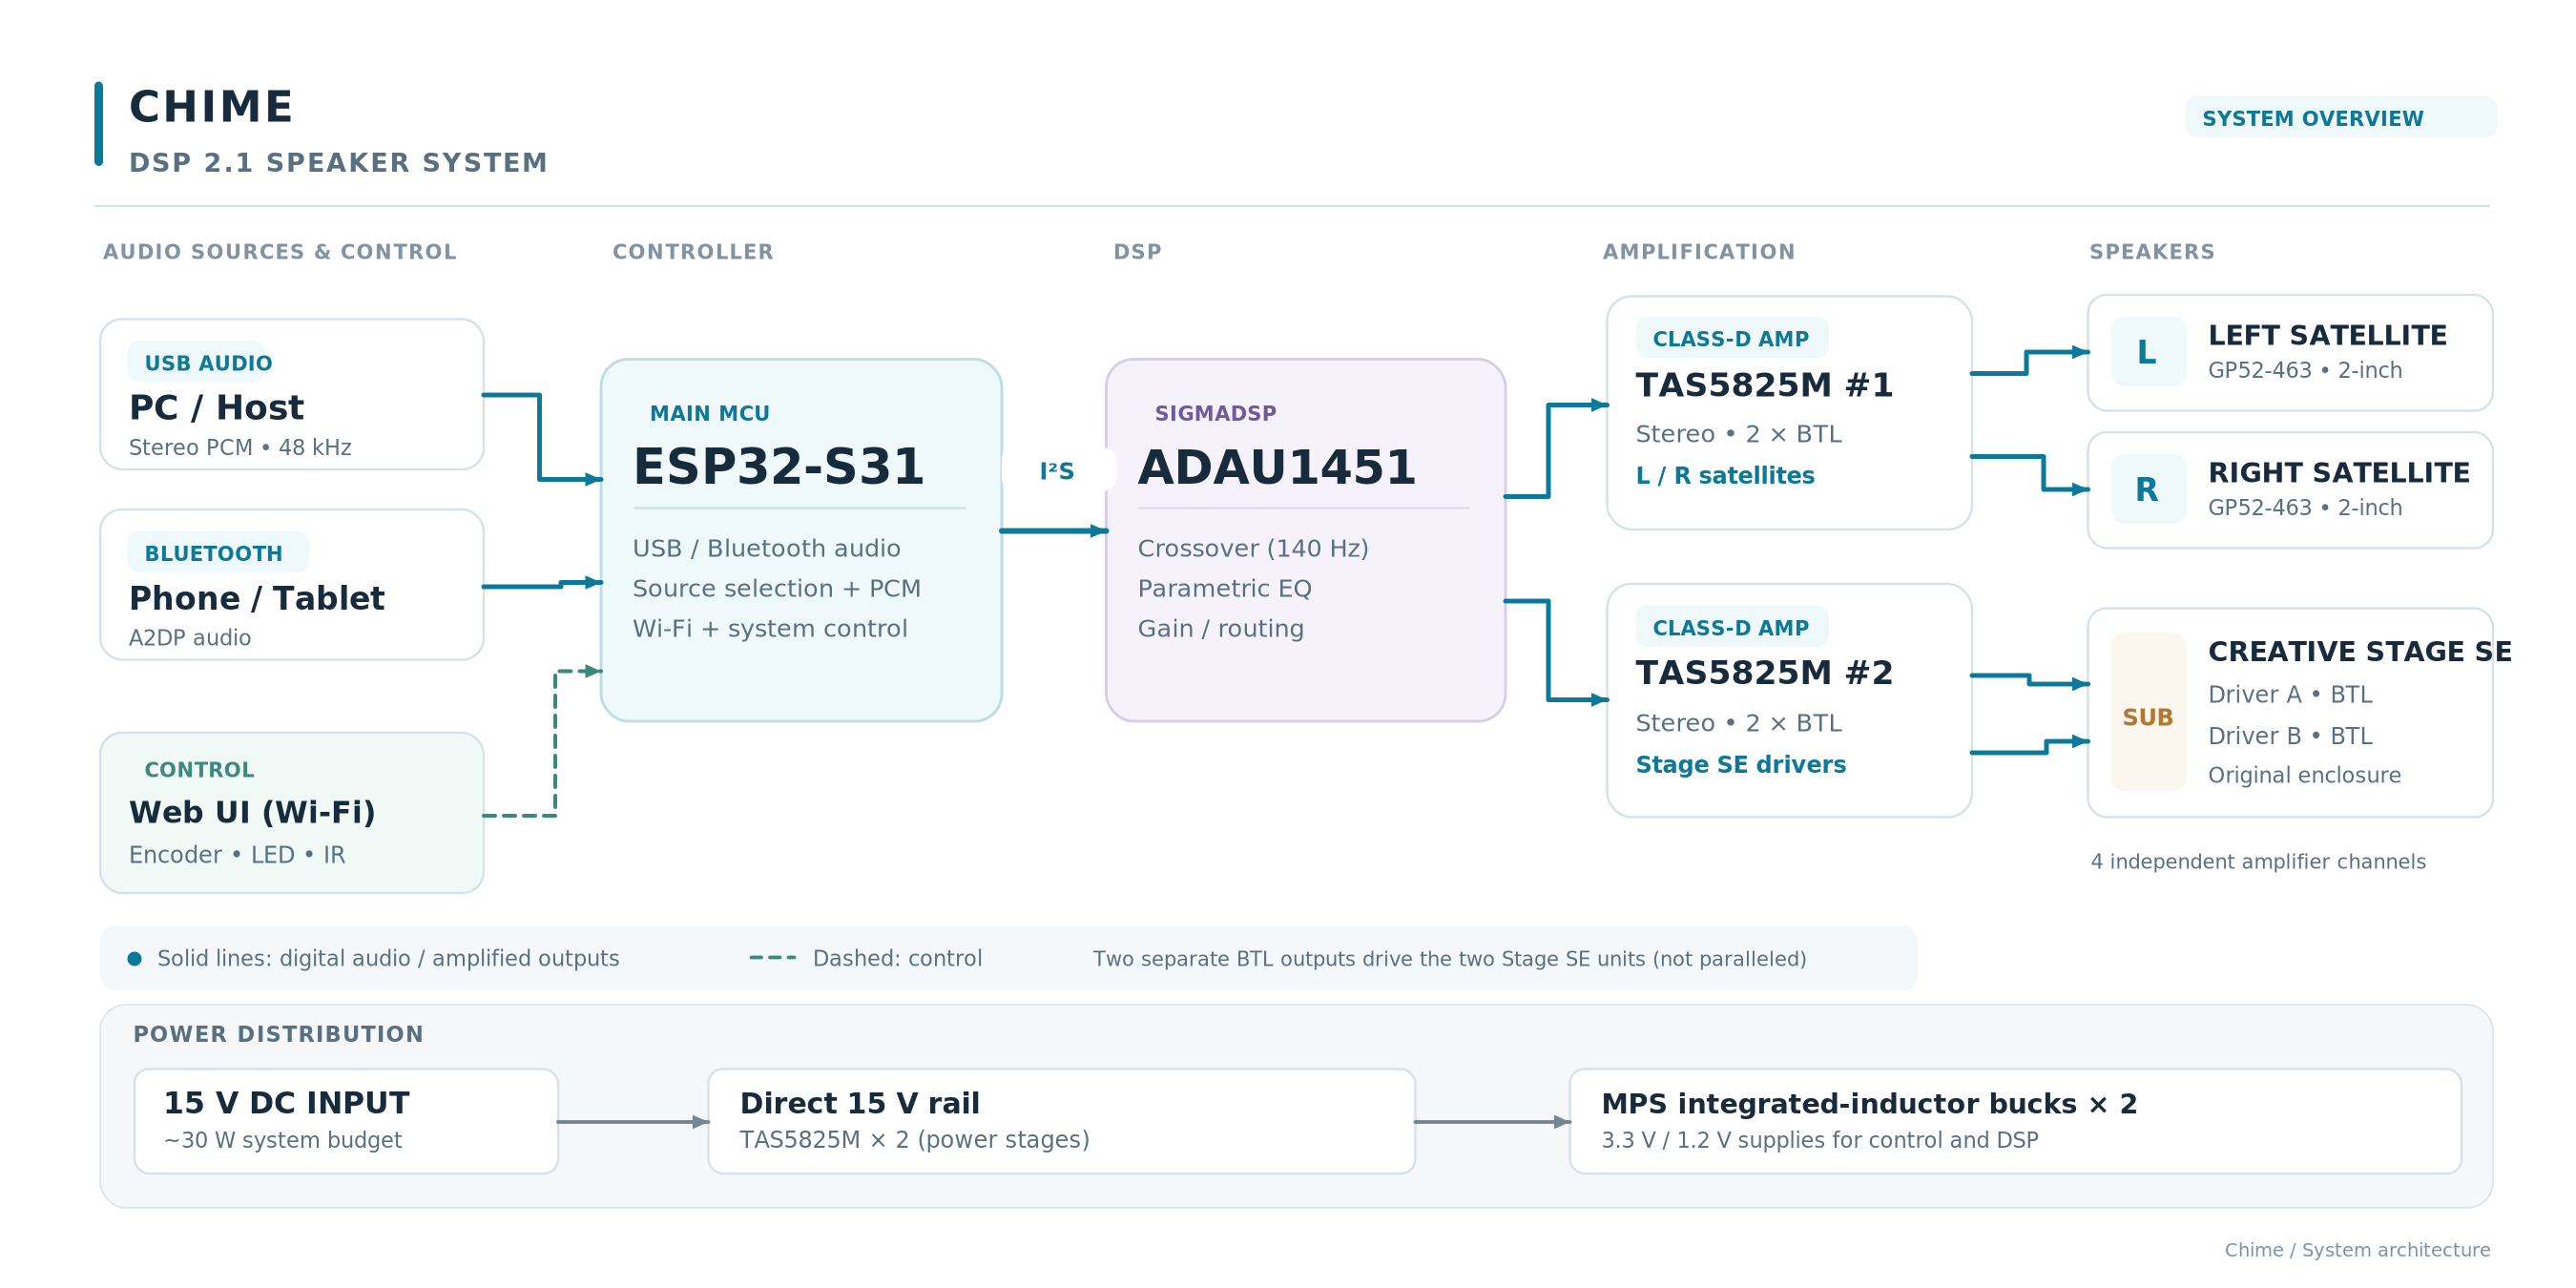 CHIME
DSP 2.1 SPEAKER SYSTEM
SYSTEM OVERVIEW
AUDIO SOURCES & CONTROL
CONTROLLER
DSP
AMPLIFICATION
SPEAKERS
USB AUDIO
PC / Host
Stereo PCM • 48 kHz
BLUETOOTH
Phone / Tablet
A2DP audio
CONTROL
Web UI (Wi-Fi)
Encoder • LED • IR
MAIN MCU
ESP32-S31
USB / Bluetooth audio
Source selection + PCM
Wi-Fi + system control
I²S
SIGMADSP
ADAU1451
Crossover (140 Hz)
Parametric EQ
Gain / routing
CLASS-D AMP
TAS5825M #1
Stereo • 2 × BTL
L / R satellites
CLASS-D AMP
TAS5825M #2
Stereo • 2 × BTL
Stage SE drivers
L
LEFT SATELLITE
GP52-463 • 2-inch
R
RIGHT SATELLITE
GP52-463 • 2-inch
SUB
CREATIVE STAGE SE
Driver A • BTL
Driver B • BTL
Original enclosure
4 independent amplifier channels
Solid lines: digital audio / amplified outputs
Dashed: control
Two separate BTL outputs drive the two Stage SE units (not paralleled)
POWER DISTRIBUTION
15 V DC INPUT
~30 W system budget
Direct 15 V rail
TAS5825M × 2 (power stages)
MPS integrated-inductor bucks × 2
3.3 V / 1.2 V supplies for control and DSP
Chime / System architecture